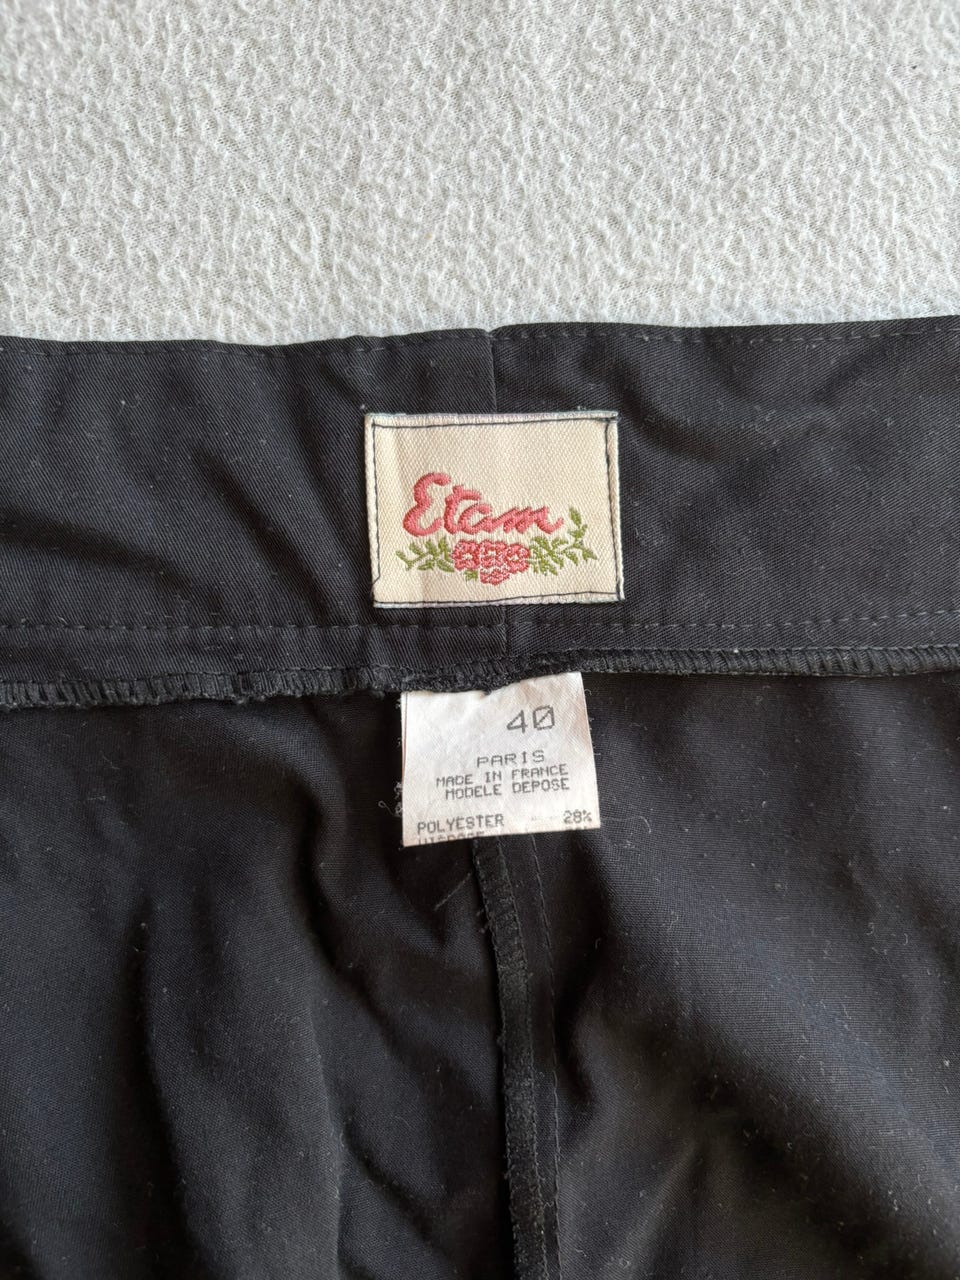 Etam
40
PARIS
MADE IN FRANCE
MODELE DEPOSE
POLYESTER 28%